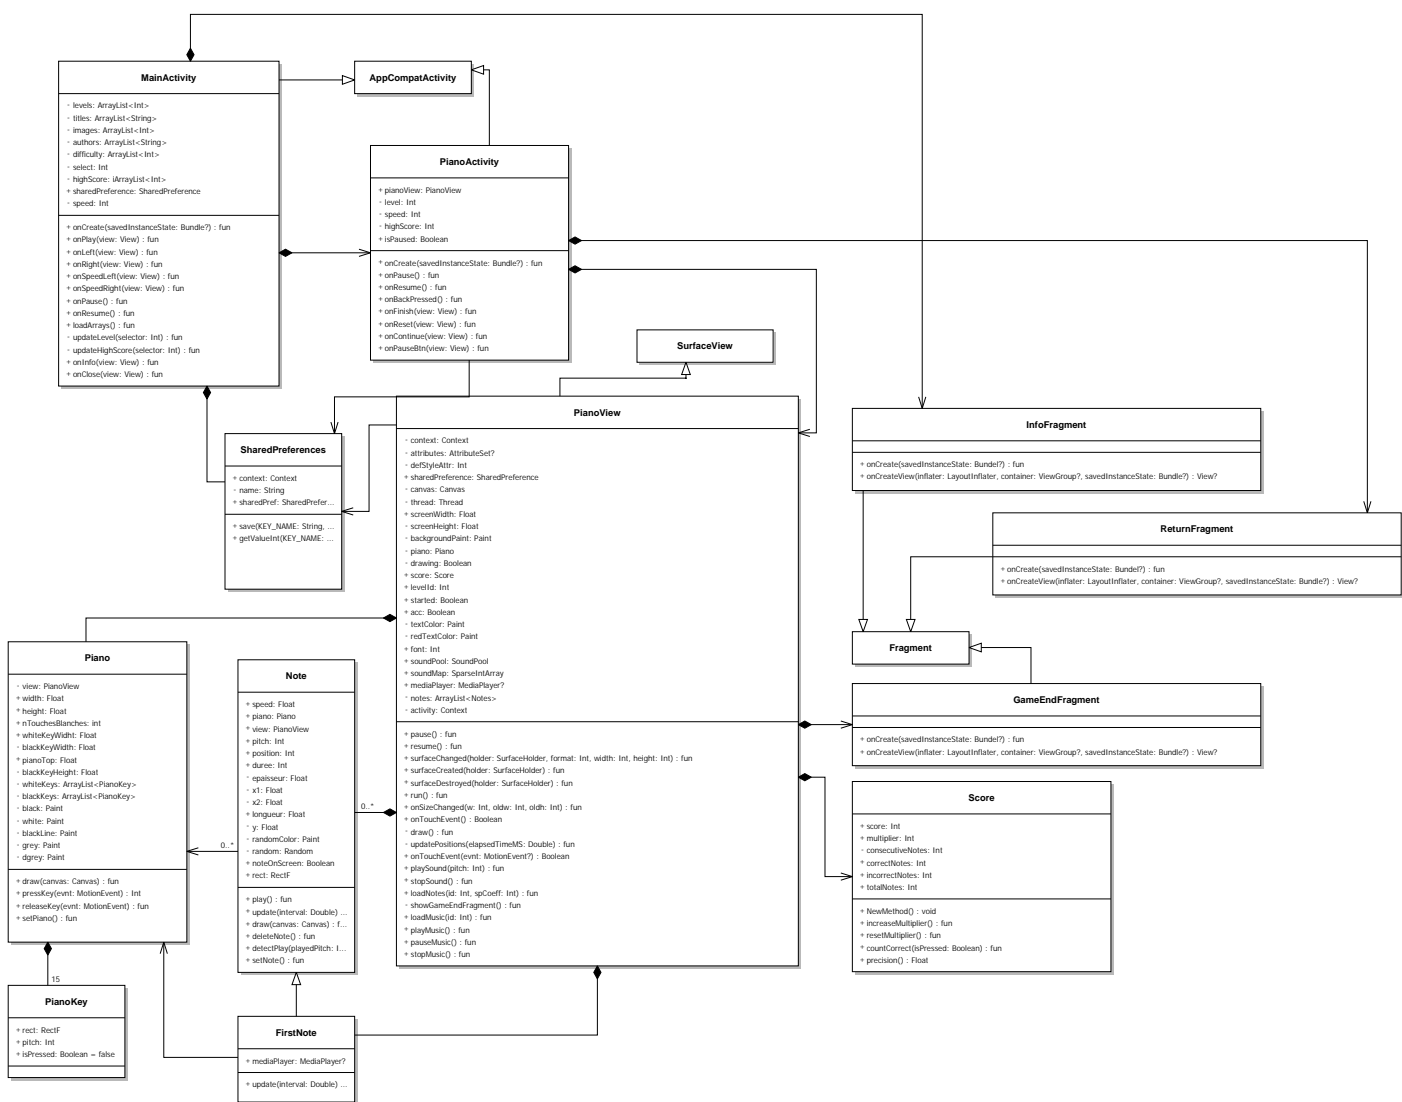 MainActivity
- levels: ArrayList<Int>
- titles: ArrayList<String>
- images: ArrayList<Int>
- authors: ArrayList<String>
- difficulty: ArrayList<Int>
- select: Int
- highScore: iArrayList<Int>
+ sharedPreference: SharedPreference
- speed: Int
+ onCreate(savedInstanceState: Bundle?) : fun
+ onPlay(view: View) : fun
+ onLeft(view: View) : fun
+ onRight(view: View) : fun
+ onSpeedLeft(view: View) : fun
+ onSpeedRight(view: View) : fun
+ onPause() : fun
+ onResume() : fun
+ loadArrays() : fun
- updateLevel(selector: Int) : fun
- updateHighScore(selector: Int) : fun
+ onInfo(view: View) : fun
+ onClose(view: View) : fun
AppCompatActivity
PianoActivity
+ pianoView: PianoView
- level: Int
- speed: Int
- highScore: Int
+ isPaused: Boolean
+ onCreate(savedInstanceState: Bundle?) : fun
+ onPause() : fun
+ onResume() : fun
+ onBackPressed() : fun
+ onFinish(view: View) : fun
+ onReset(view: View) : fun
+ onContinue(view: View) : fun
+ onPauseBtn(view: View) : fun
SurfaceView
SharedPreferences
+ context: Context
- name: String
+ sharedPref: SharedPrefer...
+ save(KEY_NAME: String, ...
+ getValueInt(KEY_NAME: ...
PianoView
- context: Context
- attributes: AttributeSet?
- defStyleAttr: Int
+ sharedPreference: SharedPreference
- canvas: Canvas
- thread: Thread
+ screenWidth: Float
+ screenHeight: Float
- backgroundPaint: Paint
- piano: Piano
- drawing: Boolean
+ score: Score
+ levelId: Int
+ started: Boolean
+ acc: Boolean
- textColor: Paint
- redTextColor: Paint
+ font: Int
+ soundPool: SoundPool
+ soundMap: SparseIntArray
+ mediaPlayer: MediaPlayer?
- notes: ArrayList<Notes>
- activity: Context
+ pause() : fun
+ resume() : fun
+ surfaceChanged(holder: SurfaceHolder, format: Int, width: Int, height: Int) : fun
+ surfaceCreated(holder: SurfaceHolder) : fun
+ surfaceDestroyed(holder: SurfaceHolder) : fun
+ run() : fun
+ onSizeChanged(w: Int, oldw: Int, oldh: Int) : fun
+ onTouchEvent() : Boolean
- draw() : fun
- updatePositions(elapsedTimeMS: Double) : fun
+ onTouchEvent(evnt: MotionEvent?) : Boolean
+ playSound(pitch: Int) : fun
+ stopSound() : fun
+ loadNotes(id: Int, spCoeff: Int) : fun
- showGameEndFragment() : fun
+ loadMusic(id: Int) : fun
+ playMusic() : fun
+ pauseMusic() : fun
+ stopMusic() : fun
InfoFragment
+ onCreate(savedInstanceState: Bundel?) : fun
+ onCreateView(inflater: LayoutInflater, container: ViewGroup?, savedInstanceState: Bundle?) : View?
ReturnFragment
+ onCreate(savedInstanceState: Bundel?) : fun
+ onCreateView(inflater: LayoutInflater, container: ViewGroup?, savedInstanceState: Bundle?) : View?
Fragment
GameEndFragment
+ onCreate(savedInstanceState: Bundel?) : fun
+ onCreateView(inflater: LayoutInflater, container: ViewGroup?, savedInstanceState: Bundle?) : View?
Score
+ score: Int
+ multiplier: Int
- consecutiveNotes: Int
+ correctNotes: Int
+ incorrectNotes: Int
+ totalNotes: Int
+ NewMethod() : void
+ increaseMultiplier() : fun
+ resetMultiplier() : fun
+ countCorrect(isPressed: Boolean) : fun
+ precision() : Float
Piano
- view: PianoView
+ width: Float
+ height: Float
+ nTouchesBlanches: int
+ whiteKeyWidht: Float
- blackKeyWidth: Float
+ pianoTop: Float
+ blackKeyHeight: Float
- whiteKeys: ArrayList<PianoKey>
- blackKeys: ArrayList<PianoKey>
- black: Paint
- white: Paint
- blackLine: Paint
- grey: Paint
- dgrey: Paint
+ draw(canvas: Canvas) : fun
+ pressKey(evnt: MotionEvent) : Int
+ releaseKey(evnt: MotionEvent) : fun
+ setPiano() : fun
0..*
Note
+ speed: Float
+ piano: Piano
+ view: PianoView
+ pitch: Int
+ position: Int
+ duree: Int
- epaisseur: Float
- x1: Float
- x2: Float
+ longueur: Float
- y: Float
- randomColor: Paint
- random: Random
+ noteOnScreen: Boolean
+ rect: RectF
+ play() : fun
+ update(interval: Double) ...
+ draw(canvas: Canvas) : f...
+ deleteNote() : fun
+ detectPlay(playedPitch: I...
+ setNote() : fun
0..*
15
PianoKey
+ rect: RectF
+ pitch: Int
+ isPressed: Boolean = false
FirstNote
+ mediaPlayer: MediaPlayer?
+ update(interval: Double) ...